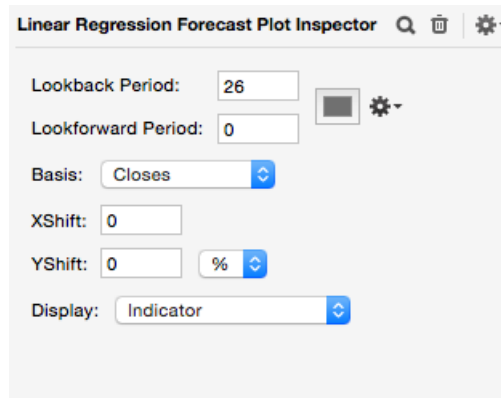 Linear Regression Forecast Plot Inspector
Lookback Period: 26
Lookforward Period: 0
Basis: Closes
XShift: 0
YShift: 0 %
Display: Indicator